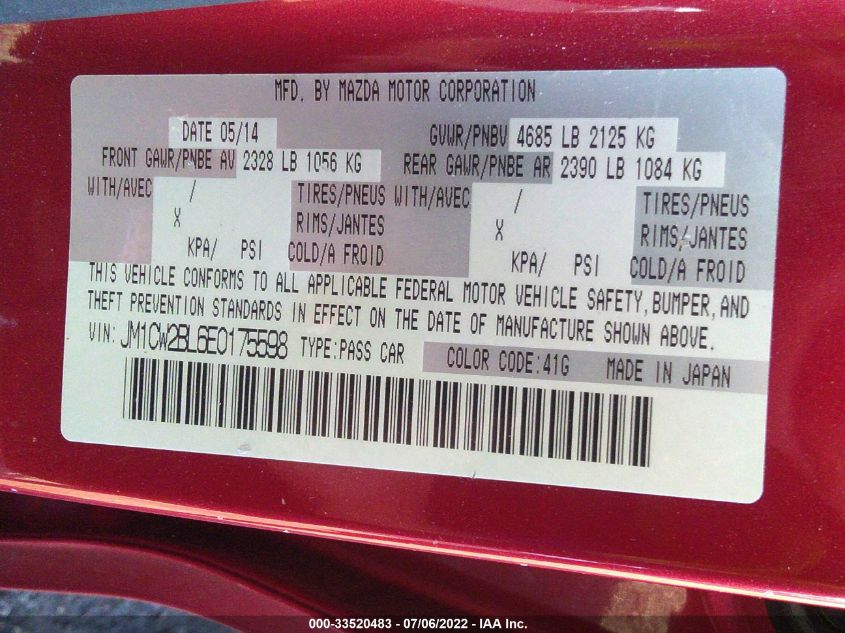 MFD. BY MAZDA MOTOR CORPORATION
DATE 05/14 GVWR/PNBV 4685 LB 2125 KG
FRONT GAWR/PNBE AV 2328 LB 1056 KG REAR GAWR/PNBE AR 2390 LB 1084 KG
WITH/AVEC / TIRES/PNEUS WITH/AVEC / TIRES/PNEUS
X RIMS/JANTES X RIMS/JANTES
KPA/ PSI COLD/A FROID KPA/ PSI COLD/A FROID
THIS VEHICLE CONFORMS TO ALL APPLICABLE FEDERAL MOTOR VEHICLE SAFETY, BUMPER, AND
THEFT PREVENTION STANDARDS IN EFFECT ON THE DATE OF MANUFACTURE SHOWN ABOVE.
VIN: JM1CW2BL6E0175598 TYPE:PASS CAR COLOR CODE:41G MADE IN JAPAN
000-33520483 - 07/06/2022 - IAA Inc.